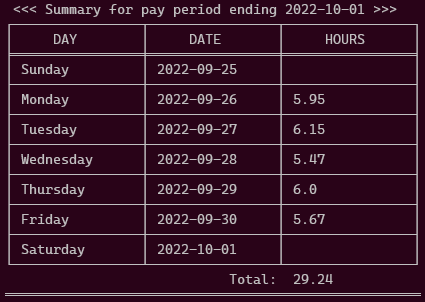 <<< Summary for pay period ending 2022-10-01 >>>
DAY DATE HOURS
Sunday 2022-09-25
Monday 2022-09-26 5.95
Tuesday 2022-09-27 6.15
Wednesday 2022-09-28 5.47
Thursday 2022-09-29 6.0
Friday 2022-09-30 5.67
Saturday 2022-10-01
Total: 29.24